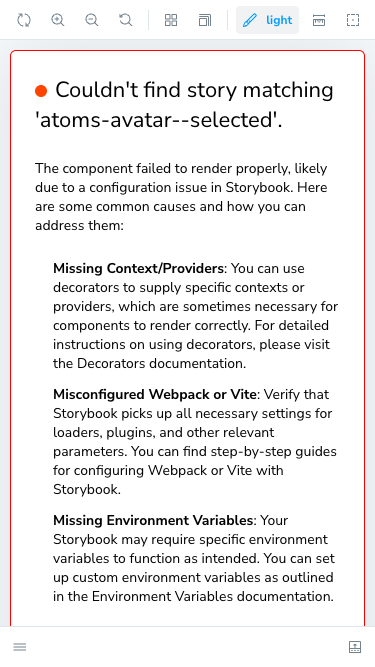 light
Couldn't find story matching
'atoms-avatar--selected'.
The component failed to render properly, likely
due to a configuration issue in Storybook. Here
are some common causes and how you can
address them:
Missing Context/Providers: You can use
decorators to supply specific contexts or
providers, which are sometimes necessary for
components to render correctly. For detailed
instructions on using decorators, please visit
the Decorators documentation.
Misconfigured Webpack or Vite: Verify that
Storybook picks up all necessary settings for
loaders, plugins, and other relevant
parameters. You can find step-by-step guides
for configuring Webpack or Vite with
Storybook.
Missing Environment Variables: Your
Storybook may require specific environment
variables to function as intended. You can set
up custom environment variables as outlined
in the Environment Variables documentation.